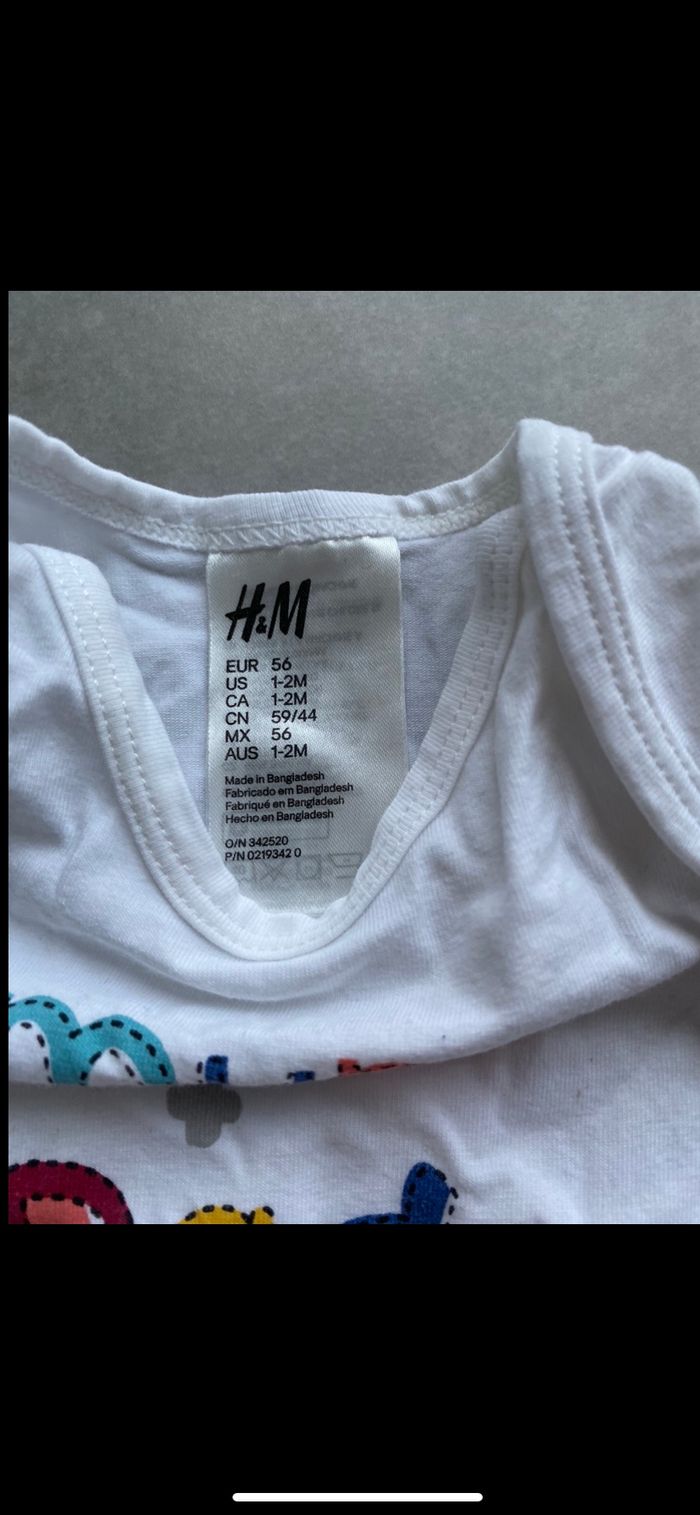 H&M
EUR 56
US 1-2M
CA 1-2M
CN 59/44
MX 56
AUS 1-2M
Made in Bangladesh
Fabricado em Bangladesh
Fabriqué en Bangladesh
Hecho en Bangladesh
O/N 342520
P/N 0219342 0